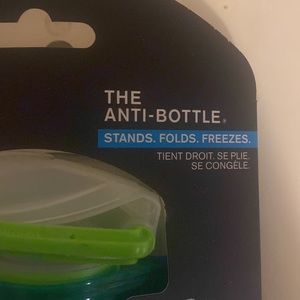 THE
ANTI-BOTTLE®
STANDS. FOLDS. FREEZES.
TIENT DROIT. SE PLIE.
SE CONGÈLE.